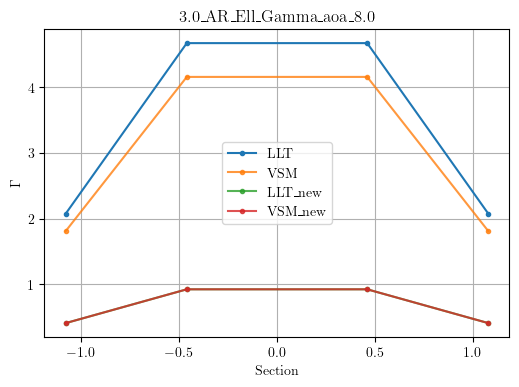 3.0_AR_Ell_Gamma_aoa_8.0
4
3
2
1
Γ
LLT
VSM
LLT_new
VSM_new
−1.0 −0.5 0.0 0.5 1.0
Section